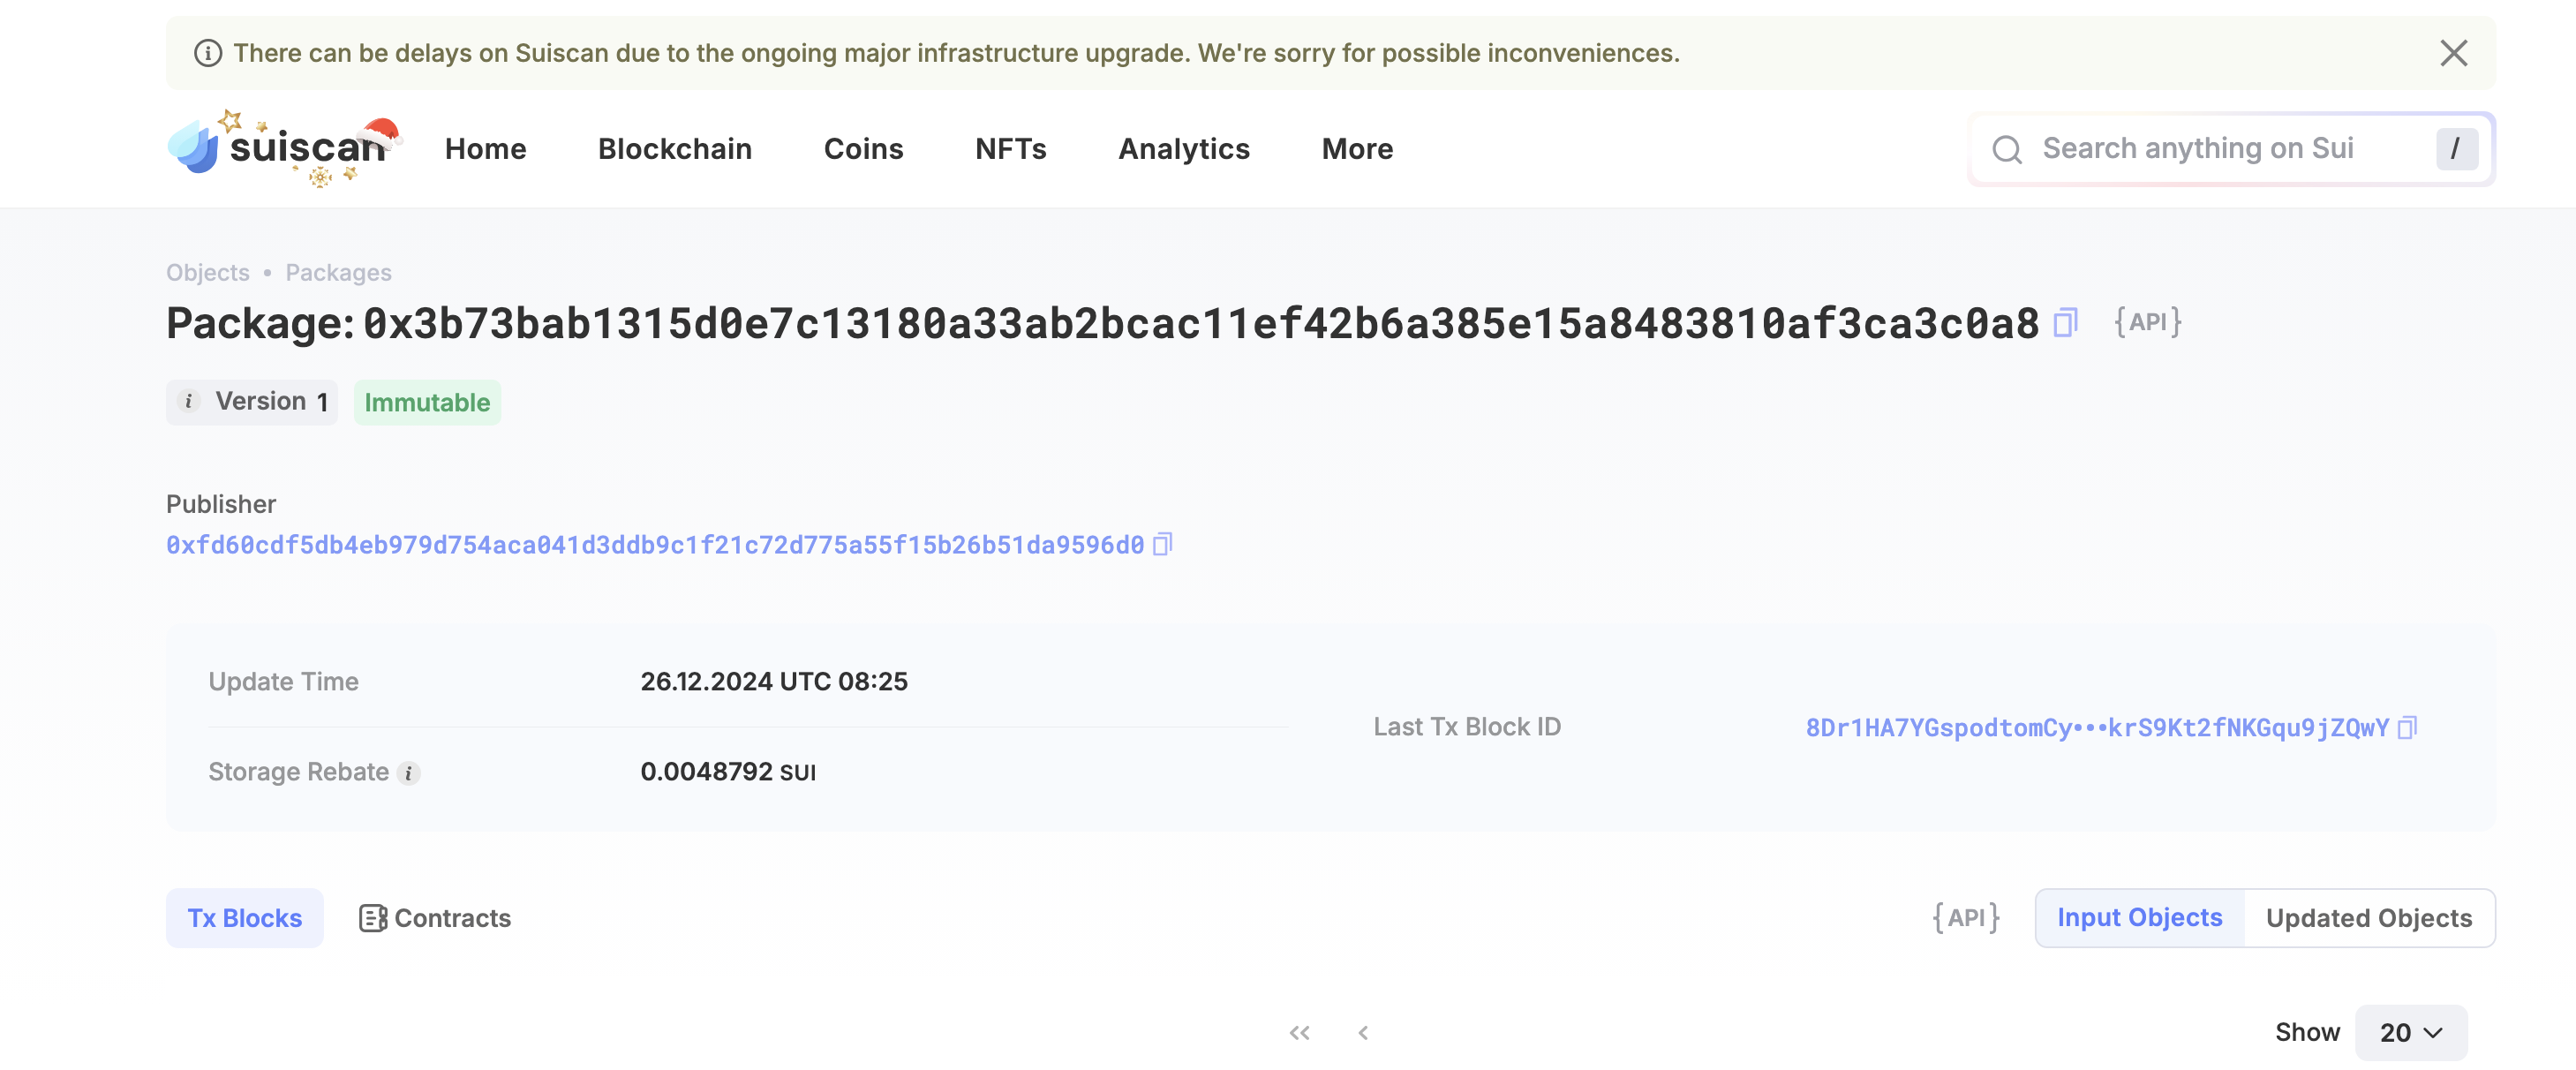 There can be delays on Suiscan due to the ongoing major infrastructure upgrade. We're sorry for possible inconveniences.
suiscan Home Blockchain Coins NFTs Analytics More Search anything on Sui /
Objects • Packages
Package: 0x3b73bab1315d0e7c13180a33ab2bcac11ef42b6a385e15a8483810af3ca3c0a8 {API}
i Version 1 Immutable
Publisher
0xfd60cdf5db4eb979d754aca041d3ddb9c1f21c72d775a55f15b26b51da9596d0
Update Time 26.12.2024 UTC 08:25
Last Tx Block ID 8Dr1HA7YGspodtomCy•••krS9Kt2fNKGqu9jZQwY
Storage Rebate i 0.0048792 SUI
Tx Blocks Contracts {API} Input Objects Updated Objects
Show 20